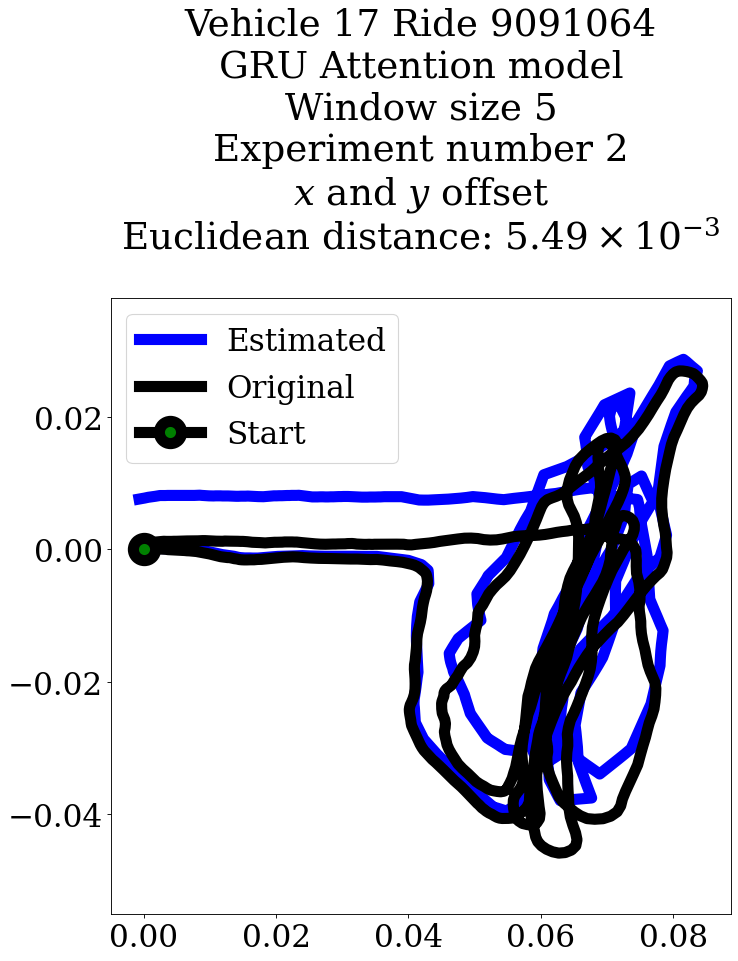 Vehicle 17 Ride 9091064
GRU Attention model
Window size 5
Experiment number 2
x and y offset
Euclidean distance: 5.49 × 10⁻³
Estimated
Original
Start
0.02
0.00
−0.02
−0.04
0.00 0.02 0.04 0.06 0.08